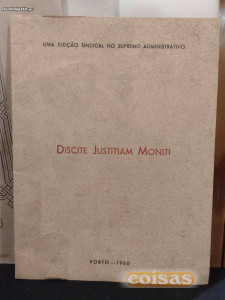 UMA ELEIÇÃO SINDICAL NO SUPREMO ADMINISTRATIVO
DISCITE JUSTITIAM MONITI
PORTO—1960
coisas